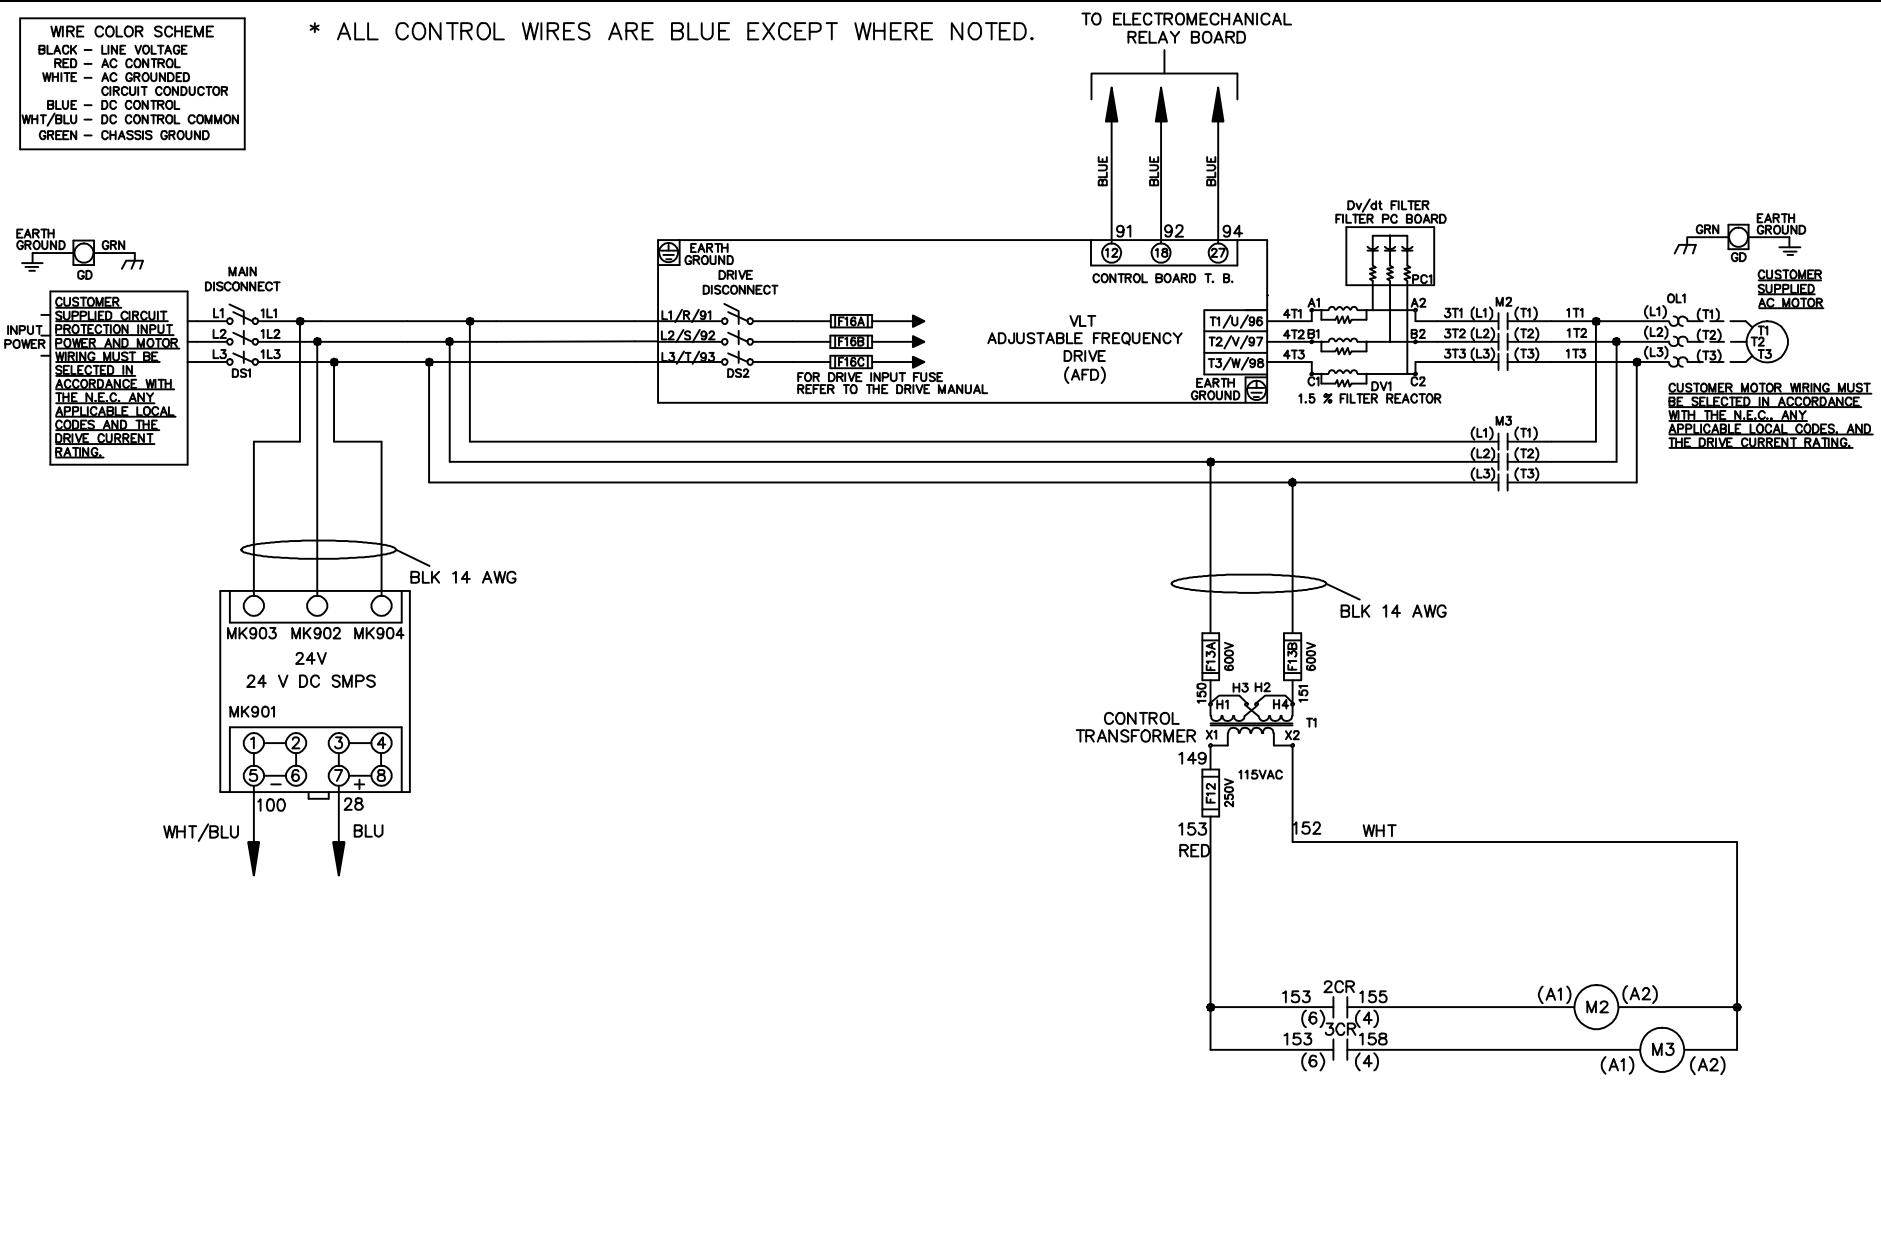 WIRE COLOR SCHEME
BLACK – LINE VOLTAGE
RED – AC CONTROL
WHITE – AC GROUNDED
CIRCUIT CONDUCTOR
BLUE – DC CONTROL
WHT/BLU – DC CONTROL COMMON
GREEN – CHASSIS GROUND
* ALL CONTROL WIRES ARE BLUE EXCEPT WHERE NOTED.
TO ELECTROMECHANICAL
RELAY BOARD
BLUE
BLUE
BLUE
91
92
94
12
18
27
CONTROL BOARD T. B.
EARTH
GROUND
GRN
GD
INPUT
POWER
CUSTOMER
SUPPLIED CIRCUIT
PROTECTION INPUT
POWER AND MOTOR
WIRING MUST BE
SELECTED IN
ACCORDANCE WITH
THE N.E.C. ANY
APPLICABLE LOCAL
CODES AND THE
DRIVE CURRENT
RATING.
MAIN
DISCONNECT
L1
1L1
L2
1L2
L3
1L3
DS1
EARTH
GROUND
DRIVE
DISCONNECT
L1/R/91
L2/S/92
L3/T/93
DS2
F16A
F16B
F16C
FOR DRIVE INPUT FUSE
REFER TO THE DRIVE MANUAL
VLT
ADJUSTABLE FREQUENCY
DRIVE
(AFD)
T1/U/96
T2/V/97
T3/W/98
EARTH
GROUND
Dv/dt FILTER
FILTER PC BOARD
PC1
4T1
A1
A2
4T2
B1
B2
4T3
C1
C2
DV1
1.5 % FILTER REACTOR
M2
3T1 (L1) (T1) 1T1
3T2 (L2) (T2) 1T2
3T3 (L3) (T3) 1T3
OL1
(L1) (T1)
(L2) (T2)
(L3) (T3)
T1
T2
T3
GRN
EARTH
GROUND
GD
CUSTOMER
SUPPLIED
AC MOTOR
CUSTOMER MOTOR WIRING MUST
BE SELECTED IN ACCORDANCE
WITH THE N.E.C., ANY
APPLICABLE LOCAL CODES, AND
THE DRIVE CURRENT RATING.
M3
(L1) (T1)
(L2) (T2)
(L3) (T3)
BLK 14 AWG
MK903 MK902 MK904
24V
24 V DC SMPS
MK901
1 2 3 4
5 – 6 7 + 8
100
28
WHT/BLU
BLU
BLK 14 AWG
F13A
600V
F13B
600V
150
151
H3 H2
H1
H4
T1
CONTROL
TRANSFORMER
X1
X2
149
115VAC
F12
250V
153
RED
152
WHT
2CR
153
155
(6) (4)
(A1)
M2
(A2)
3CR
153
158
(6) (4)
(A1)
M3
(A2)